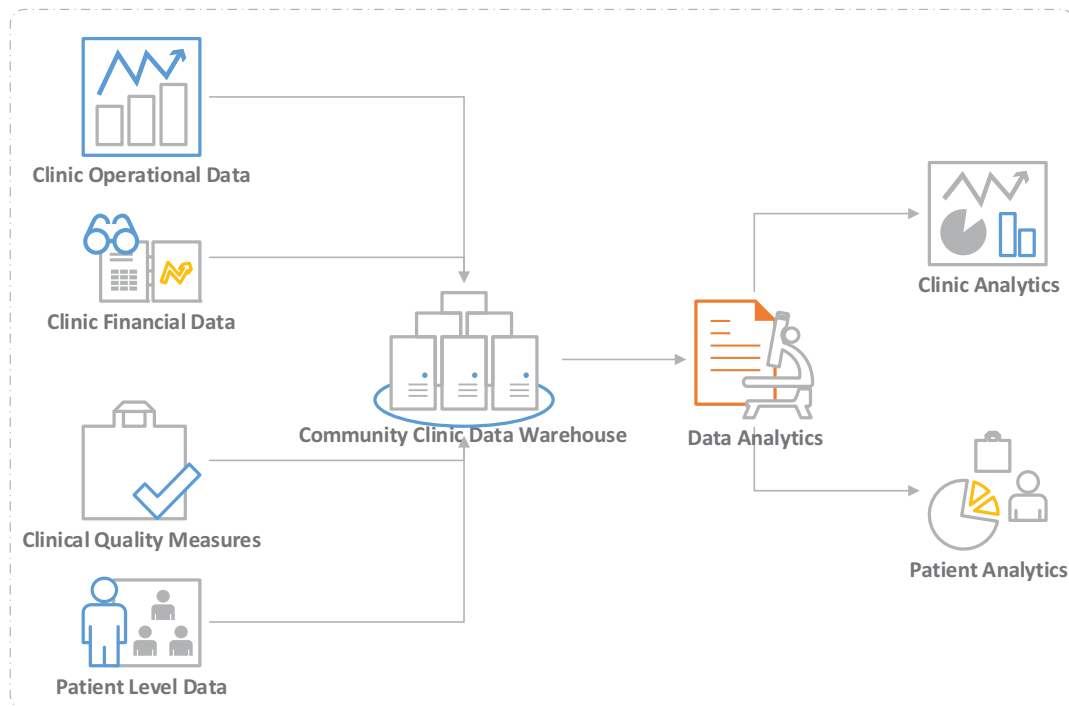 Clinic Operational Data
Clinic Financial Data
Clinical Quality Measures
Patient Level Data
Community Clinic Data Warehouse
Data Analytics
Clinic Analytics
Patient Analytics